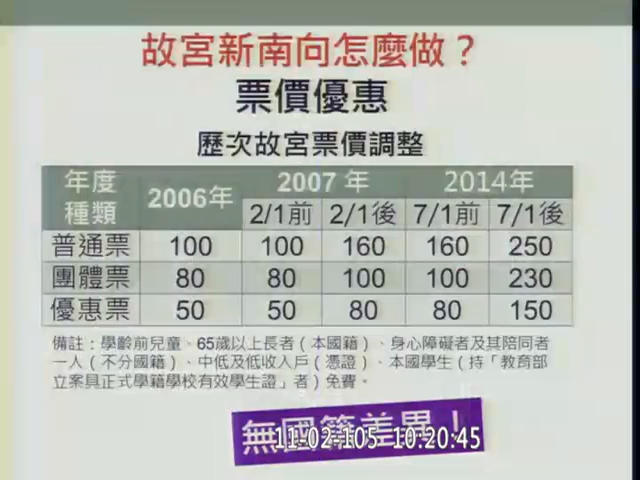 故宮新南向怎麼做？
票價優惠
歷次故宮票價調整
年度 種類 2006年 2007 年 2014年
2/1前 2/1後 7/1前 7/1後
普通票 100 100 160 160 250
團體票 80 80 100 100 230
優惠票 50 50 80 80 150
備註：學齡前兒童、65歲以上長者（本國籍）、身心障礙者及其陪同者
一人（不分國籍）、中低及低收入戶（憑證）、本國學生（持「教育部
立案具正式學籍學校有效學生證」者）免費。
無國籍差異！
11-02-105 10:20:45